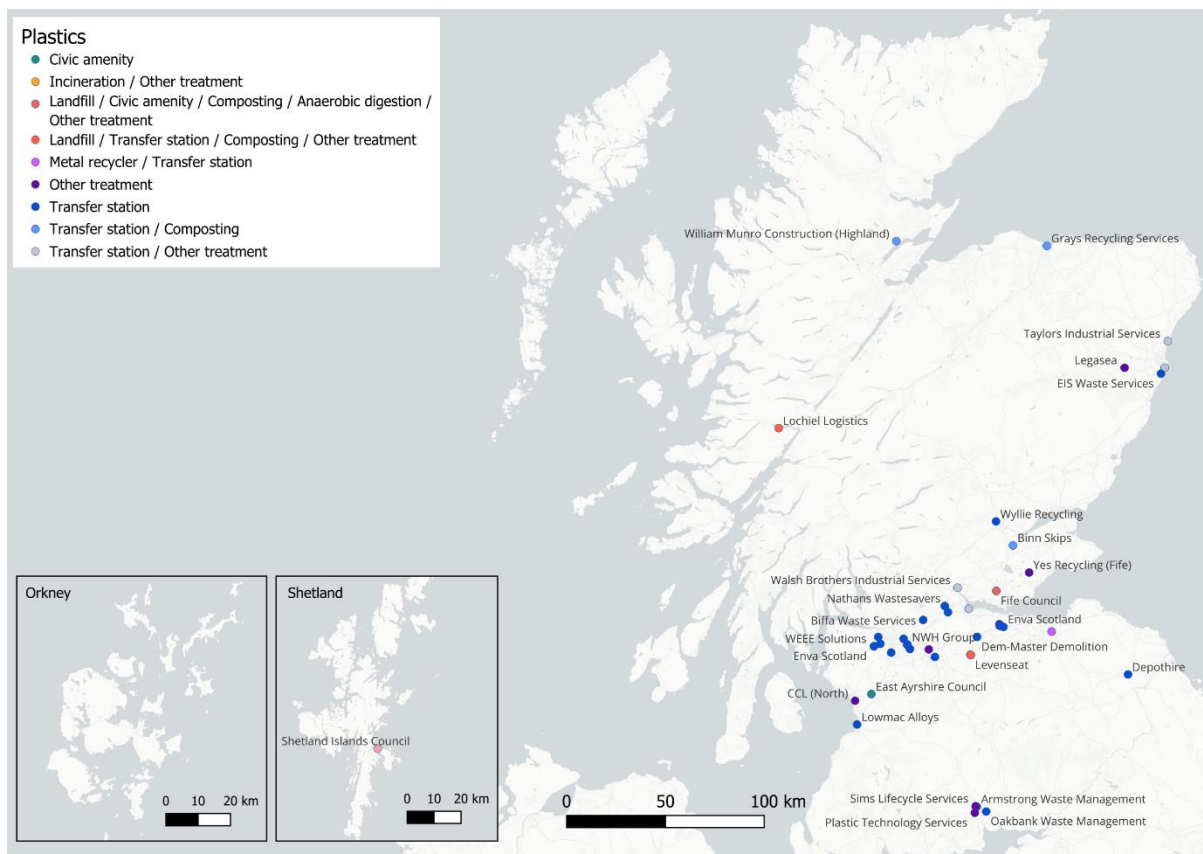 Plastics
Civic amenity
Incineration / Other treatment
Landfill / Civic amenity / Composting / Anaerobic digestion /
Other treatment
Landfill / Transfer station / Composting / Other treatment
Metal recycler / Transfer station
Other treatment
Transfer station
Transfer station / Composting
Transfer station / Other treatment
William Munro Construction (Highland)
Grays Recycling Services
Taylors Industrial Services
Legasea
EIS Waste Services
Lochiel Logistics
Wyllie Recycling
Binn Skips
Yes Recycling (Fife)
Walsh Brothers Industrial Services
Nathans Wastesavers
Fife Council
Biffa Waste Services
Enva Scotland
WEEE Solutions
NWH Group
Dem-Master Demolition
Enva Scotland
Levenseat
Depothire
CCL (North)
East Ayrshire Council
Lowmac Alloys
Sims Lifecycle Services
Armstrong Waste Management
Plastic Technology Services
Oakbank Waste Management
Orkney
0 10 20 km
Shetland
Shetland Islands Council
0 10 20 km
0 50 100 km